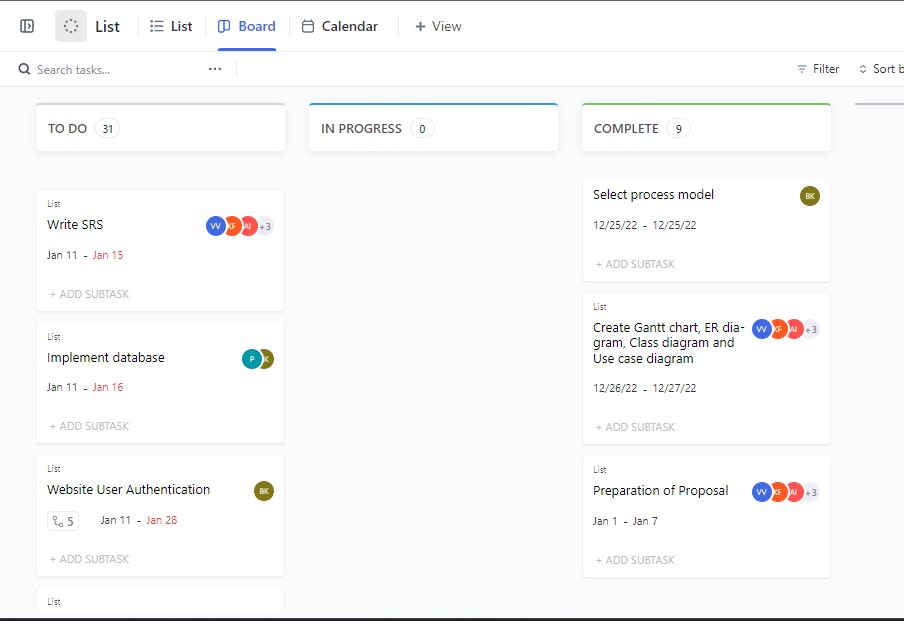 List
List
Board
Calendar
+ View
Search tasks...
...
Filter
Sort b
TO DO 31
List
Write SRS
VV KF AI +3
Jan 11 - Jan 15
+ ADD SUBTASK
List
Implement database
P K
Jan 11 - Jan 16
+ ADD SUBTASK
List
Website User Authentication
BK
5 Jan 11 - Jan 28
+ ADD SUBTASK
List
IN PROGRESS 0
COMPLETE 9
Select process model
BK
12/25/22 - 12/25/22
+ ADD SUBTASK
List
Create Gantt chart, ER dia-
gram, Class diagram and
Use case diagram
VV KF AI +3
12/26/22 - 12/27/22
+ ADD SUBTASK
List
Preparation of Proposal
VV KF AI +3
Jan 1 - Jan 7
+ ADD SUBTASK